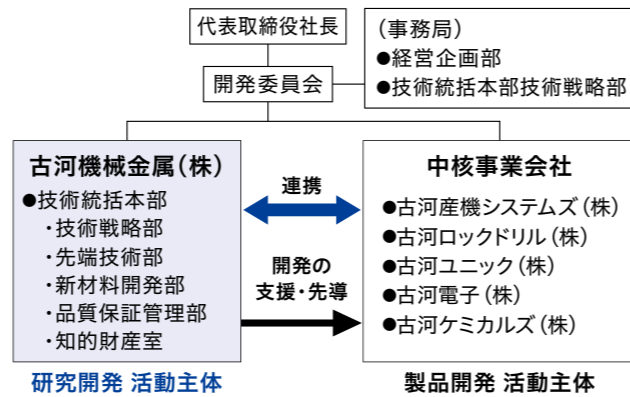 代表取締役社長
開発委員会
(事務局)
●経営企画部
●技術統括本部技術戦略部
古河機械金属(株)
●技術統括本部
・技術戦略部
・先端技術部
・新材料開発部
・品質保証管理部
・知的財産室
研究開発 活動主体
連携
開発の
支援・先導
中核事業会社
●古河産機システムズ(株)
●古河ロックドリル(株)
●古河ユニック(株)
●古河電子(株)
●古河ケミカルズ(株)
製品開発 活動主体